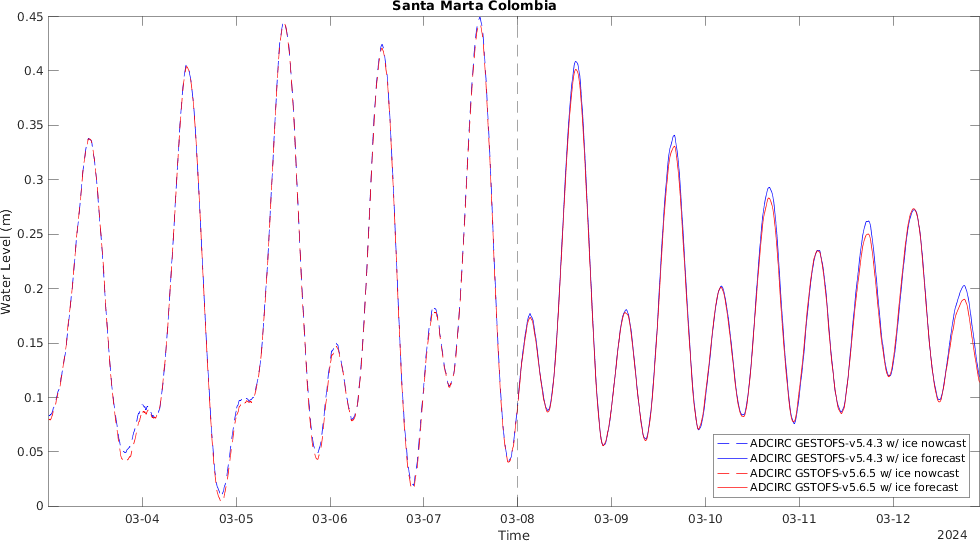 Santa Marta Colombia
0.45
0.4
0.35
0.3
0.25
0.2
0.15
0.1
0.05
0
Water Level (m)
03-04 03-05 03-06 03-07 03-08 03-09 03-10 03-11 03-12
Time
2024
ADCIRC GESTOFS-v5.4.3 w/ ice nowcast
ADCIRC GESTOFS-v5.4.3 w/ ice forecast
ADCIRC GSTOFS-v5.6.5 w/ ice nowcast
ADCIRC GSTOFS-v5.6.5 w/ ice forecast